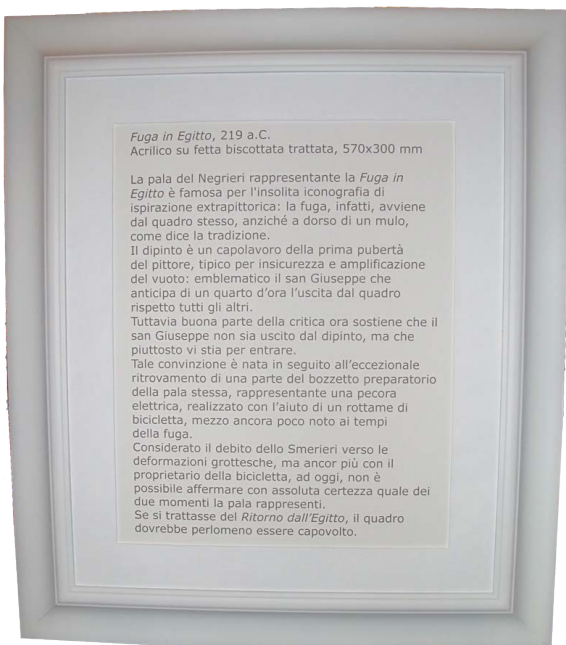 Fuga in Egitto, 219 a.C.
Acrilico su fetta biscottata trattata, 570x300 mm
La pala del Negrieri rappresentante la Fuga in
Egitto è famosa per l'insolita iconografia di
ispirazione extrapittorica: la fuga, infatti, avviene
dal quadro stesso, anziché a dorso di un mulo,
come dice la tradizione.
Il dipinto è un capolavoro della prima pubertà
del pittore, tipico per insicurezza e amplificazione
del vuoto: emblematico il san Giuseppe che
anticipa di un quarto d'ora l'uscita dal quadro
rispetto tutti gli altri.
Tuttavia buona parte della critica ora sostiene che il
san Giuseppe non sia uscito dal dipinto, ma che
piuttosto vi stia per entrare.
Tale convinzione è nata in seguito all'eccezionale
ritrovamento di una parte del bozzetto preparatorio
della pala stessa, rappresentante una pecora
elettrica, realizzato con l'aiuto di un rottame di
bicicletta, mezzo ancora poco noto ai tempi
della fuga.
Considerato il debito dello Smerieri verso le
deformazioni grottesche, ma ancor più con il
proprietario della bicicletta, ad oggi, non è
possibile affermare con assoluta certezza quale dei
due momenti la pala rappresenti.
Se si trattasse del Ritorno dall'Egitto, il quadro
dovrebbe perlomeno essere capovolto.